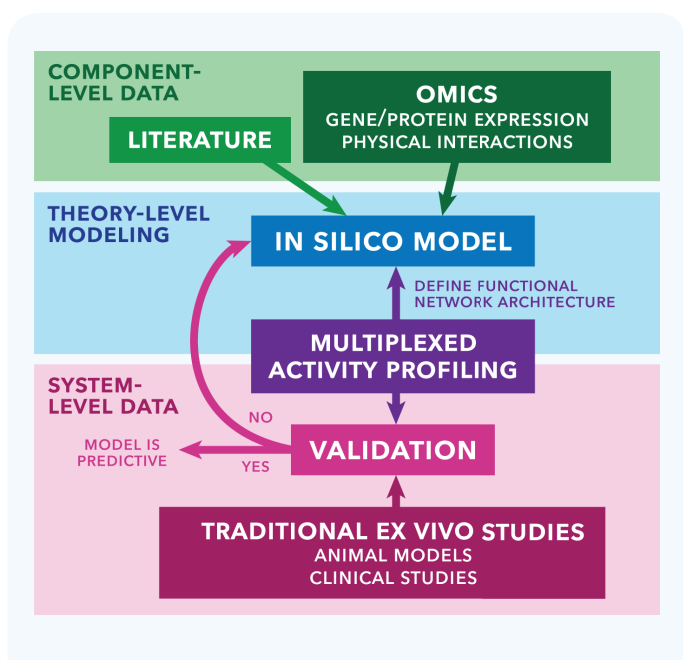 COMPONENT-
LEVEL DATA
OMICS
GENE/PROTEIN EXPRESSION
PHYSICAL INTERACTIONS
LITERATURE
THEORY-LEVEL
MODELING
IN SILICO MODEL
DEFINE FUNCTIONAL
NETWORK ARCHITECTURE
MULTIPLEXED
ACTIVITY PROFILING
SYSTEM-
LEVEL DATA
NO
MODEL IS
PREDICTIVE
YES
VALIDATION
TRADITIONAL EX VIVO STUDIES
ANIMAL MODELS
CLINICAL STUDIES